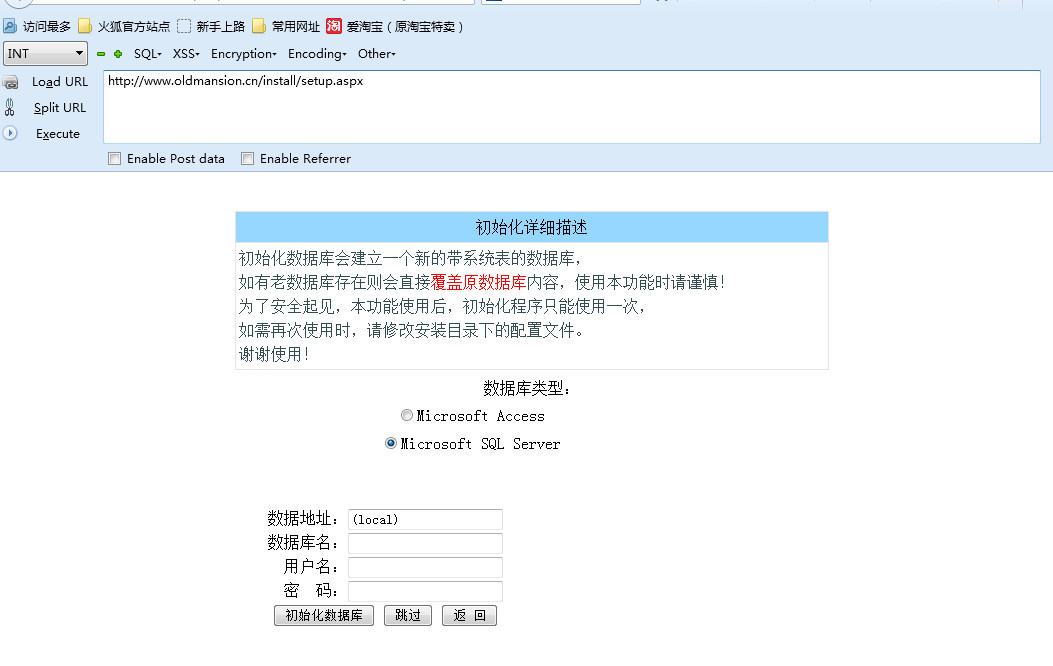 访问最多 火狐官方站点 新手上路 常用网址 淘 爱淘宝（原淘宝特卖）
INT SQL XSS Encryption Encoding Other
Load URL http://www.oldmansion.cn/install/setup.aspx
Split URL
Execute
Enable Post data Enable Referrer
初始化详细描述
初始化数据库会建立一个新的带系统表的数据库，
如有老数据库存在则会直接覆盖原数据库内容，使用本功能时请谨慎！
为了安全起见，本功能使用后，初始化程序只能使用一次，
如需再次使用时，请修改安装目录下的配置文件。
谢谢使用！
数据库类型：
Microsoft Access
Microsoft SQL Server
数据地址： (local)
数据库名：
用户名：
密 码：
初始化数据库 跳过 返 回